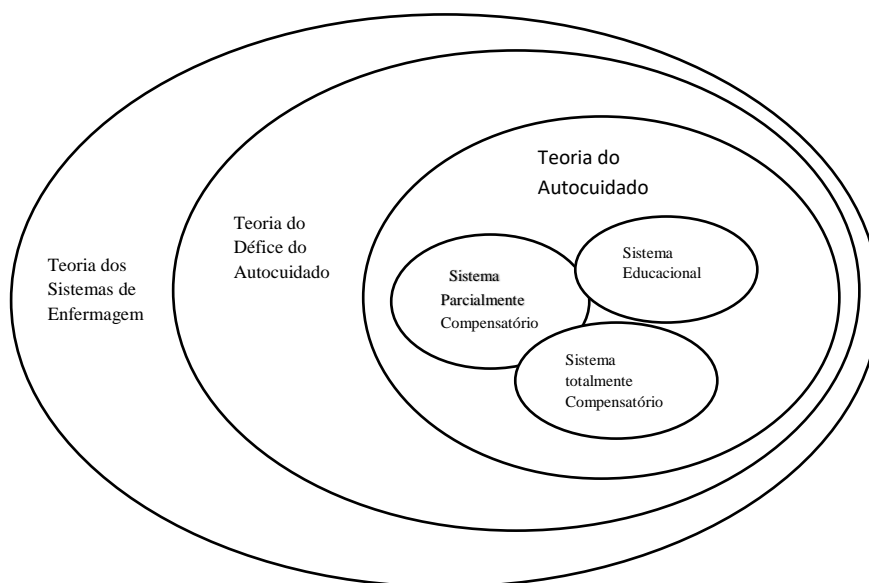 Teoria dos
Sistemas de
Enfermagem
Teoria do
Défice do
Autocuidado
Teoria do
Autocuidado
Sistema
Parcialmente
Compensatório
Sistema
Educacional
Sistema
totalmente
Compensatório